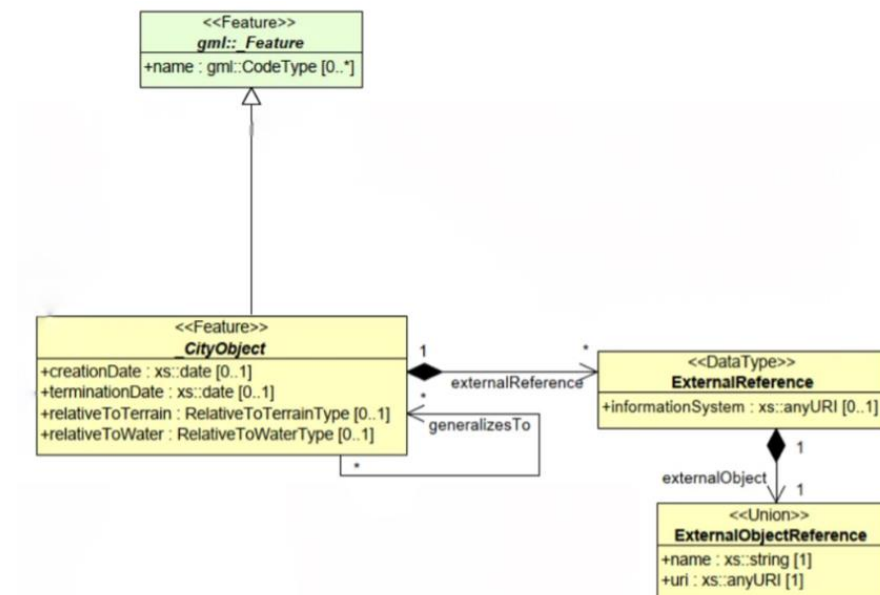 <<Feature>>
gml::_Feature
+name : gml::CodeType [0..*]
<<Feature>>
_CityObject
+creationDate : xs::date [0..1]
+terminationDate : xs::date [0..1]
+relativeToTerrain : RelativeToTerrainType [0..1]
+relativeToWater : RelativeToWaterType [0..1]
1
*
externalReference
*
generalizesTo
*
<<DataType>>
ExternalReference
+informationSystem : xs::anyURI [0..1]
1
externalObject
1
<<Union>>
ExternalObjectReference
+name : xs::string [1]
+uri : xs::anyURI [1]